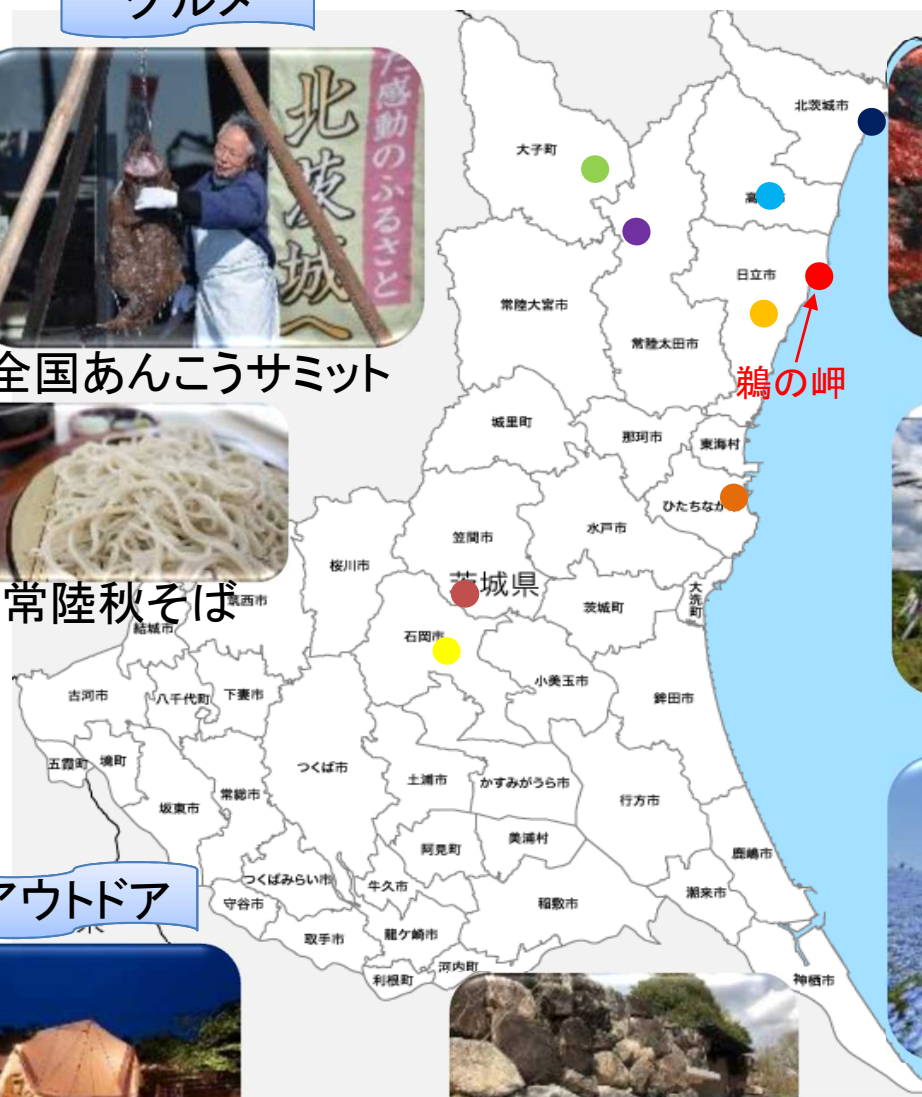 グルメ
た感動のふるさと
北茨城へ
全国あんこうサミット
常陸秋そば
アウトドア
北茨城市
大子町
高
日立市
常陸大宮市
常陸太田市
鵜の岬
城里町
那珂市
東海村
ひたちなか
水戸市
笠間市
桜川市
茨城県
茨城町
大洗町
筑西市
結城市
石岡市
小美玉市
鉾田市
古河市
八千代町
下妻市
五霞町
境町
つくば市
土浦市
かすみがうら市
常総市
坂東市
行方市
阿見町
美浦村
鹿嶋市
つくばみらい市
牛久市
潮来市
守谷市
稲敷市
取手市
龍ケ崎市
利根町
河内町
神栖市